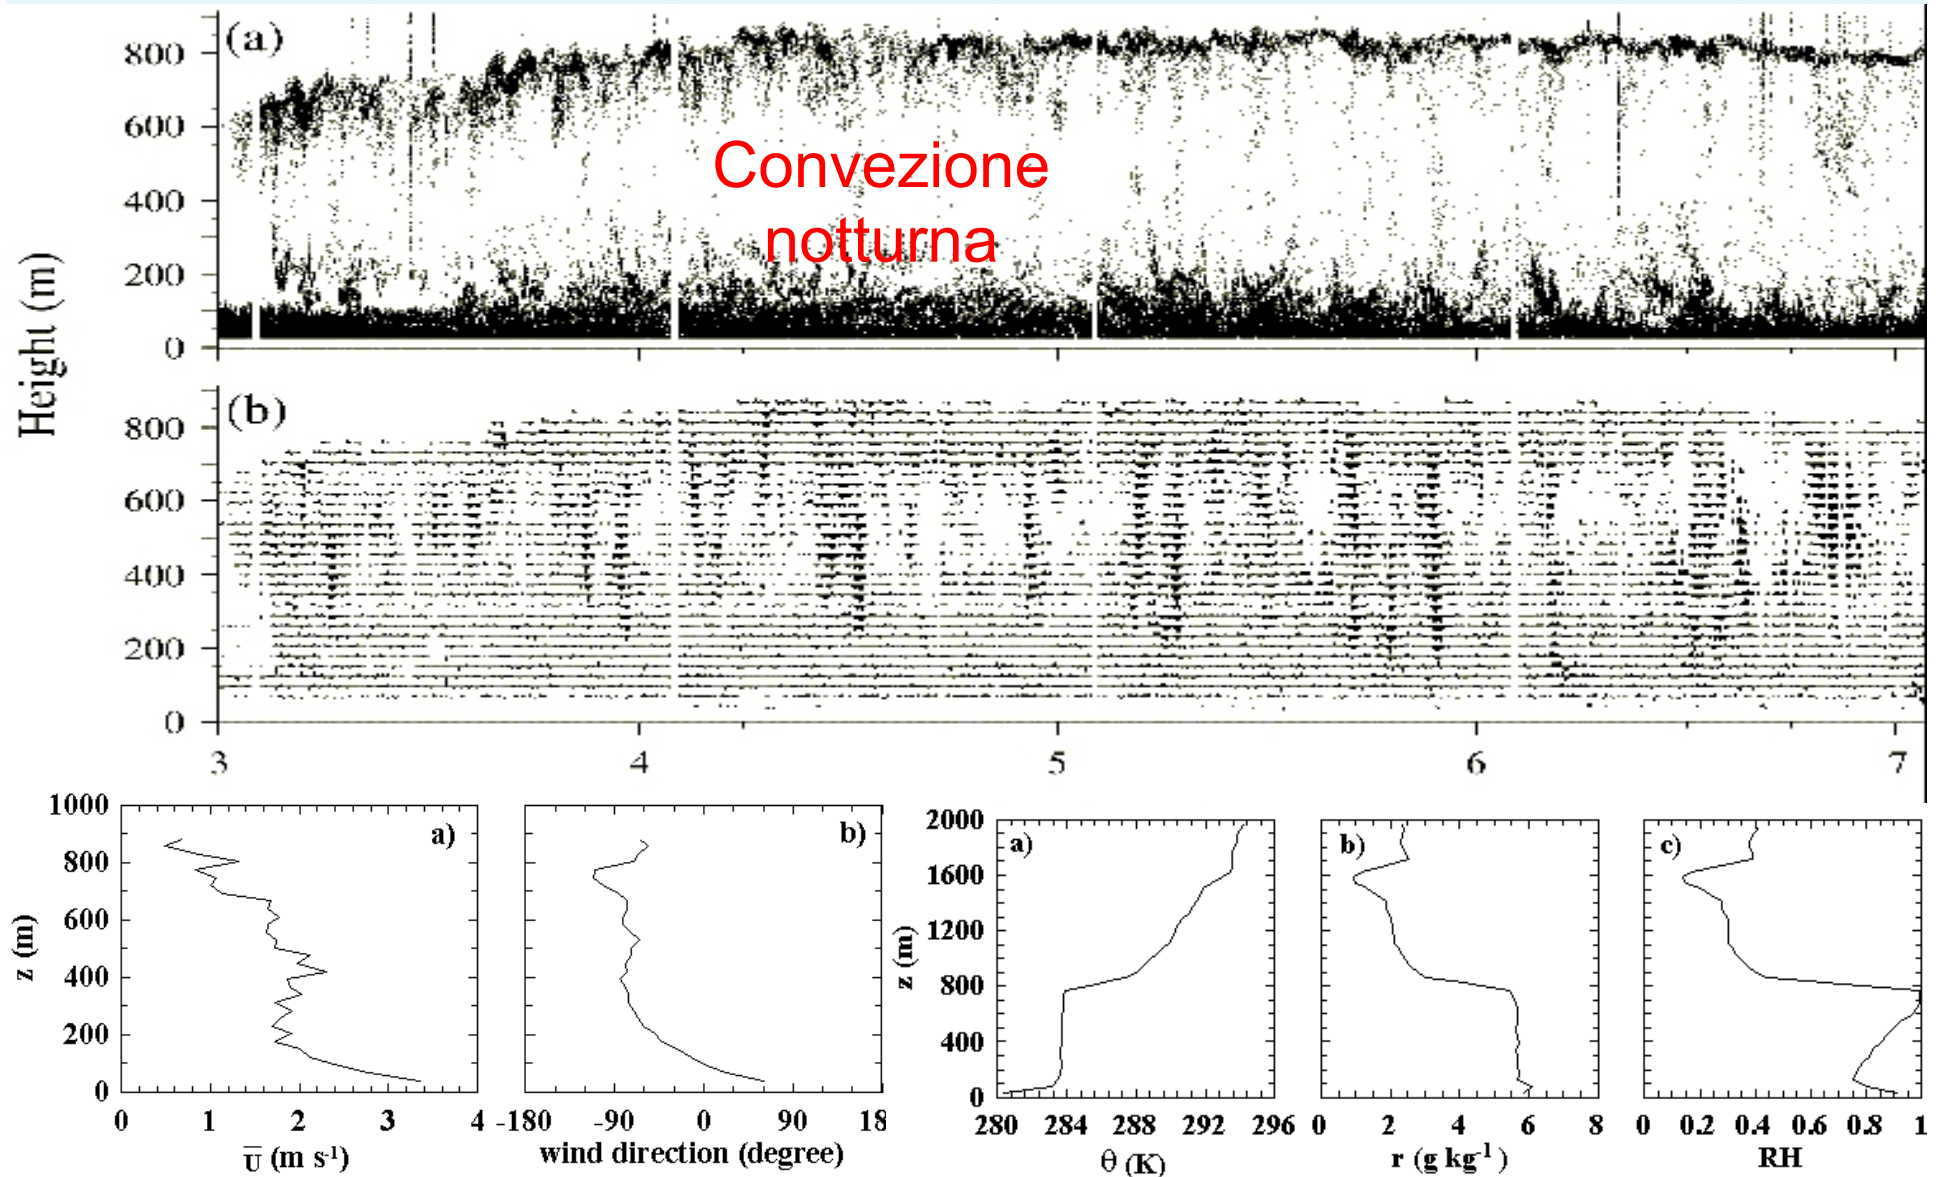 (a)
800
600
400
200
0
Convezione
notturna
Height (m)
(b)
800
600
400
200
0
3 4 5 6 7
1000
800
600
400
200
0
z (m)
a)
0 1 2 3 4
U (m s-1)
b)
-180 -90 0 90 18
wind direction (degree)
2000
1600
1200
800
400
0
z (m)
a)
280 284 288 292 296
θ (K)
b)
0 2 4 6 8
r (g kg-1)
c)
0 0.2 0.4 0.6 0.8 1
RH